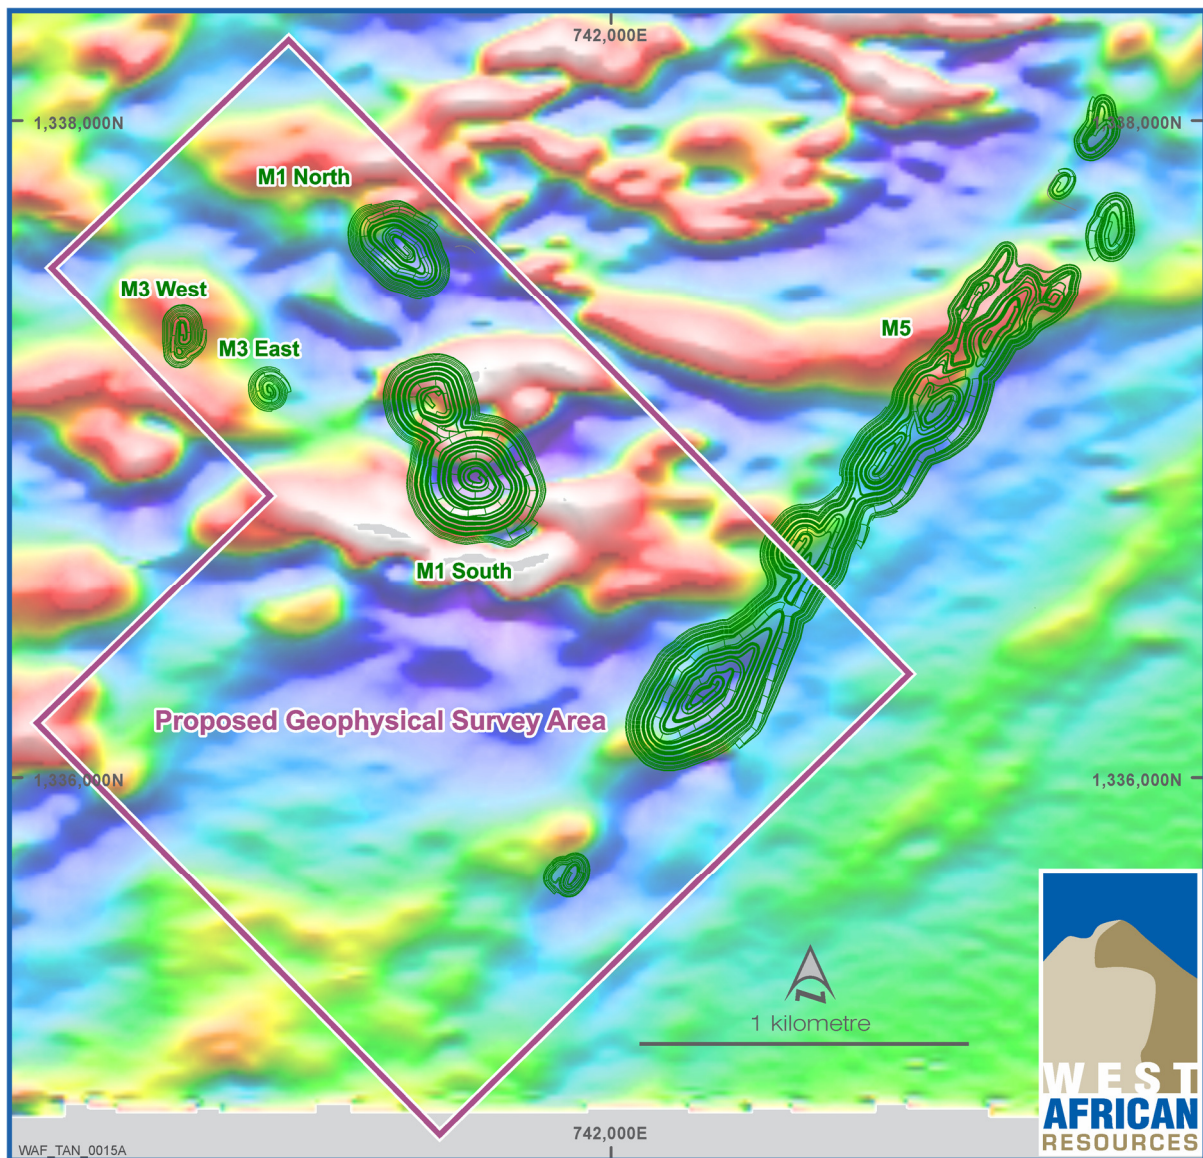 742,000E
1,338,000N
1,338,000N
M1 North
M3 West
M3 East
M5
M1 South
Proposed Geophysical Survey Area
1,336,000N
1,336,000N
N
1 kilometre
WEST
AFRICAN
RESOURCES
742,000E
WAF_TAN_0015A